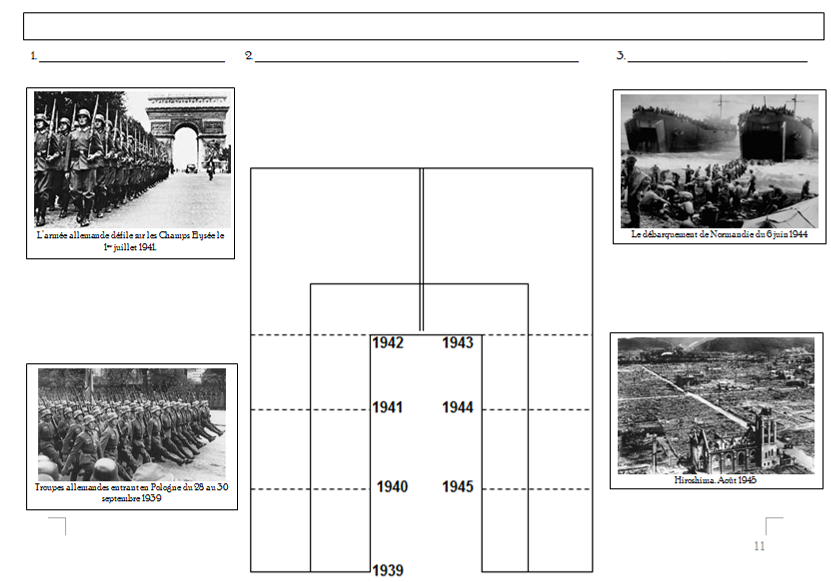 1.
2.
3.
L'armée allemande défile sur les Champs Elysée le
1er juillet 1941.
Le débarquement de Normandie du 6 juin 1944
1942
1943
1941
1944
1940
1945
1939
Troupes allemandes entrant en Pologne du 28 au 30
septembre 1939
Hiroshima. Août 1945
11